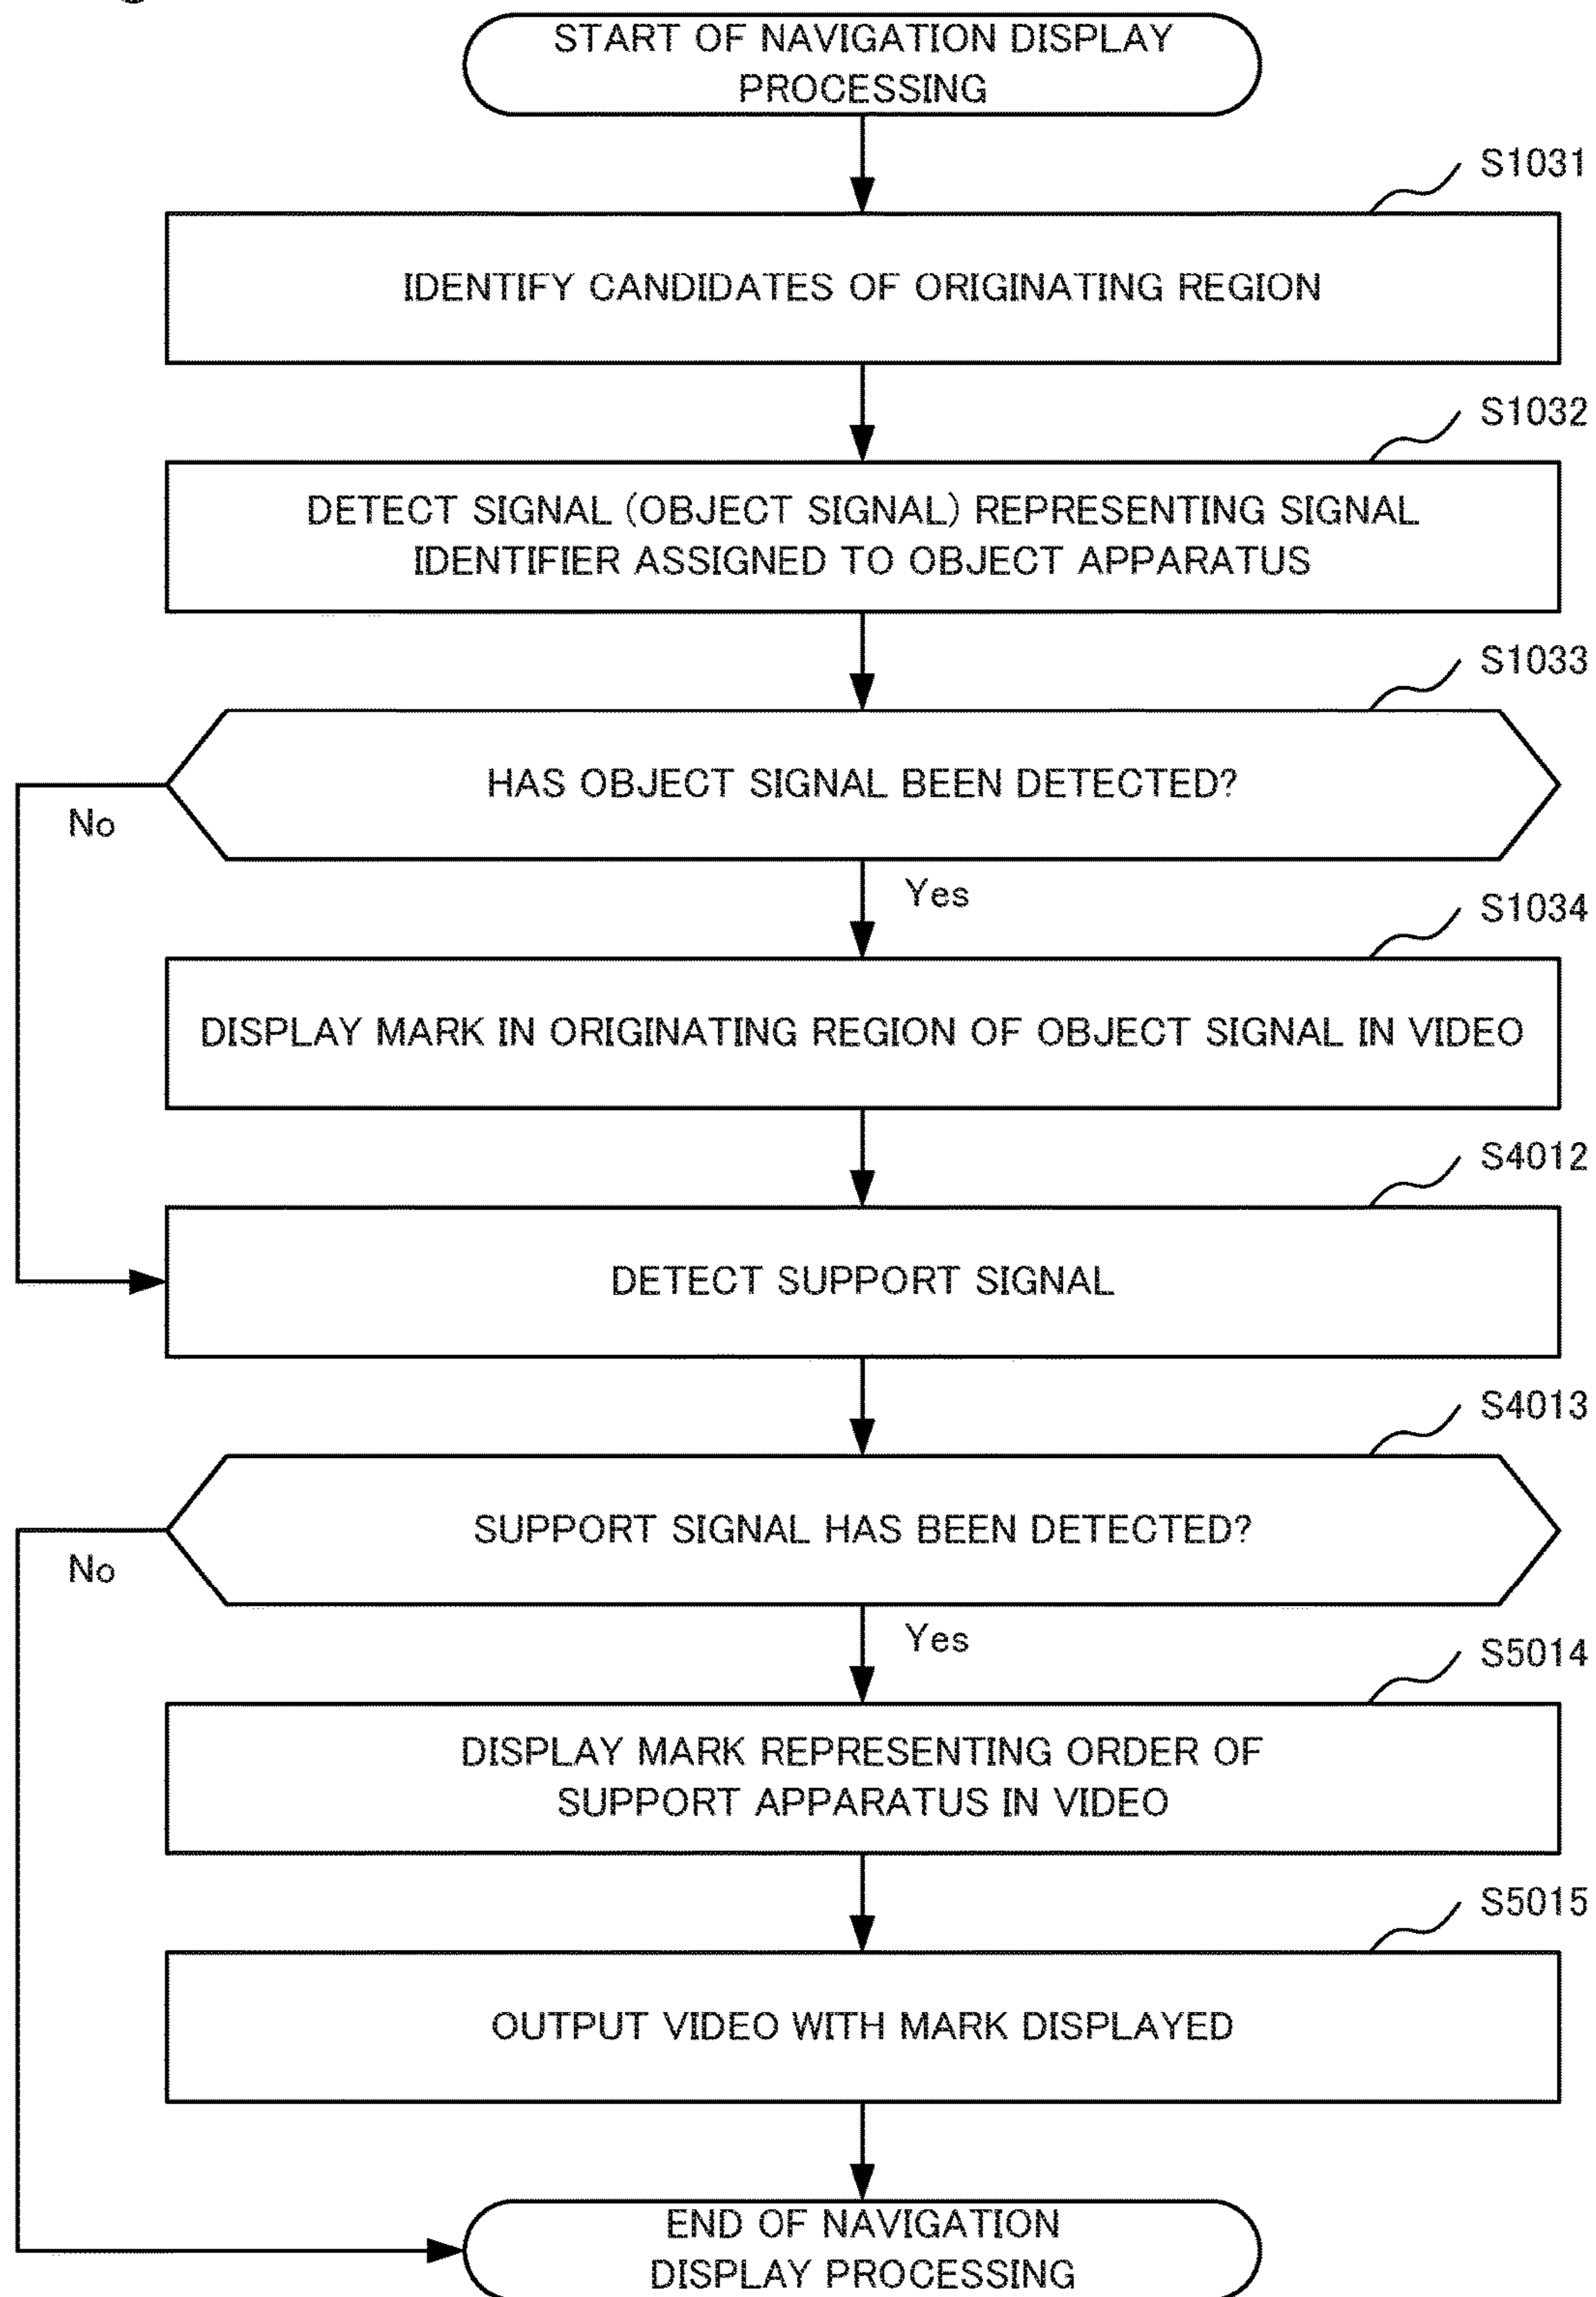 START OF NAVIGATION DISPLAY
PROCESSING
S1031
IDENTIFY CANDIDATES OF ORIGINATING REGION
S1032
DETECT SIGNAL (OBJECT SIGNAL) REPRESENTING SIGNAL
IDENTIFIER ASSIGNED TO OBJECT APPARATUS
S1033
HAS OBJECT SIGNAL BEEN DETECTED?
No
Yes
S1034
DISPLAY MARK IN ORIGINATING REGION OF OBJECT SIGNAL IN VIDEO
S4012
DETECT SUPPORT SIGNAL
S4013
SUPPORT SIGNAL HAS BEEN DETECTED?
No
Yes
S5014
DISPLAY MARK REPRESENTING ORDER OF
SUPPORT APPARATUS IN VIDEO
S5015
OUTPUT VIDEO WITH MARK DISPLAYED
END OF NAVIGATION
DISPLAY PROCESSING